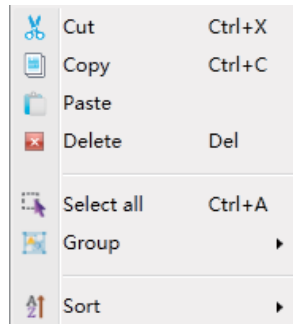 Cut Ctrl+X
Copy Ctrl+C
Paste
Delete Del
Select all Ctrl+A
Group
Sort